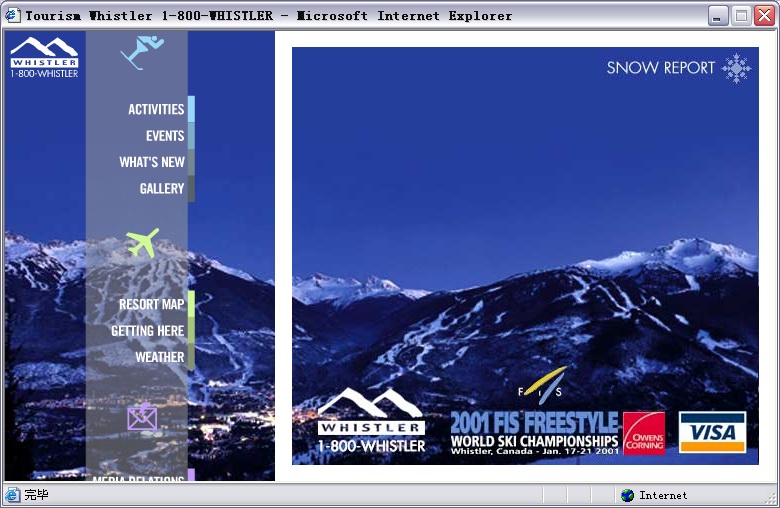 Tourism Whistler 1-800-WHISTLER - Microsoft Internet Explorer
WHISTLER
1-800-WHISTLER
ACTIVITIES
EVENTS
WHAT'S NEW
GALLERY
RESORT MAP
GETTING HERE
WEATHER
MEDIA RELATIONS
SNOW REPORT
FIS
WHISTLER
1-800-WHISTLER
2001 FIS FREESTYLE
WORLD SKI CHAMPIONSHIPS
Whistler, Canada - Jan. 17-21 2001
OWENS
CORNING
VISA
完毕
Internet